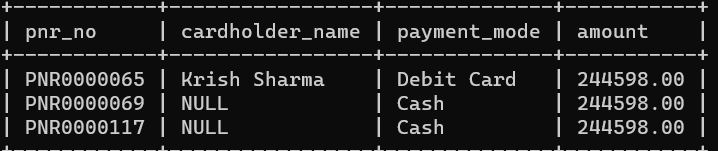 | pnr_no | cardholder_name | payment_mode | amount |
| PNR0000065 | Krish Sharma | Debit Card | 244598.00 |
| PNR0000069 | NULL | Cash | 244598.00 |
| PNR0000117 | NULL | Cash | 244598.00 |